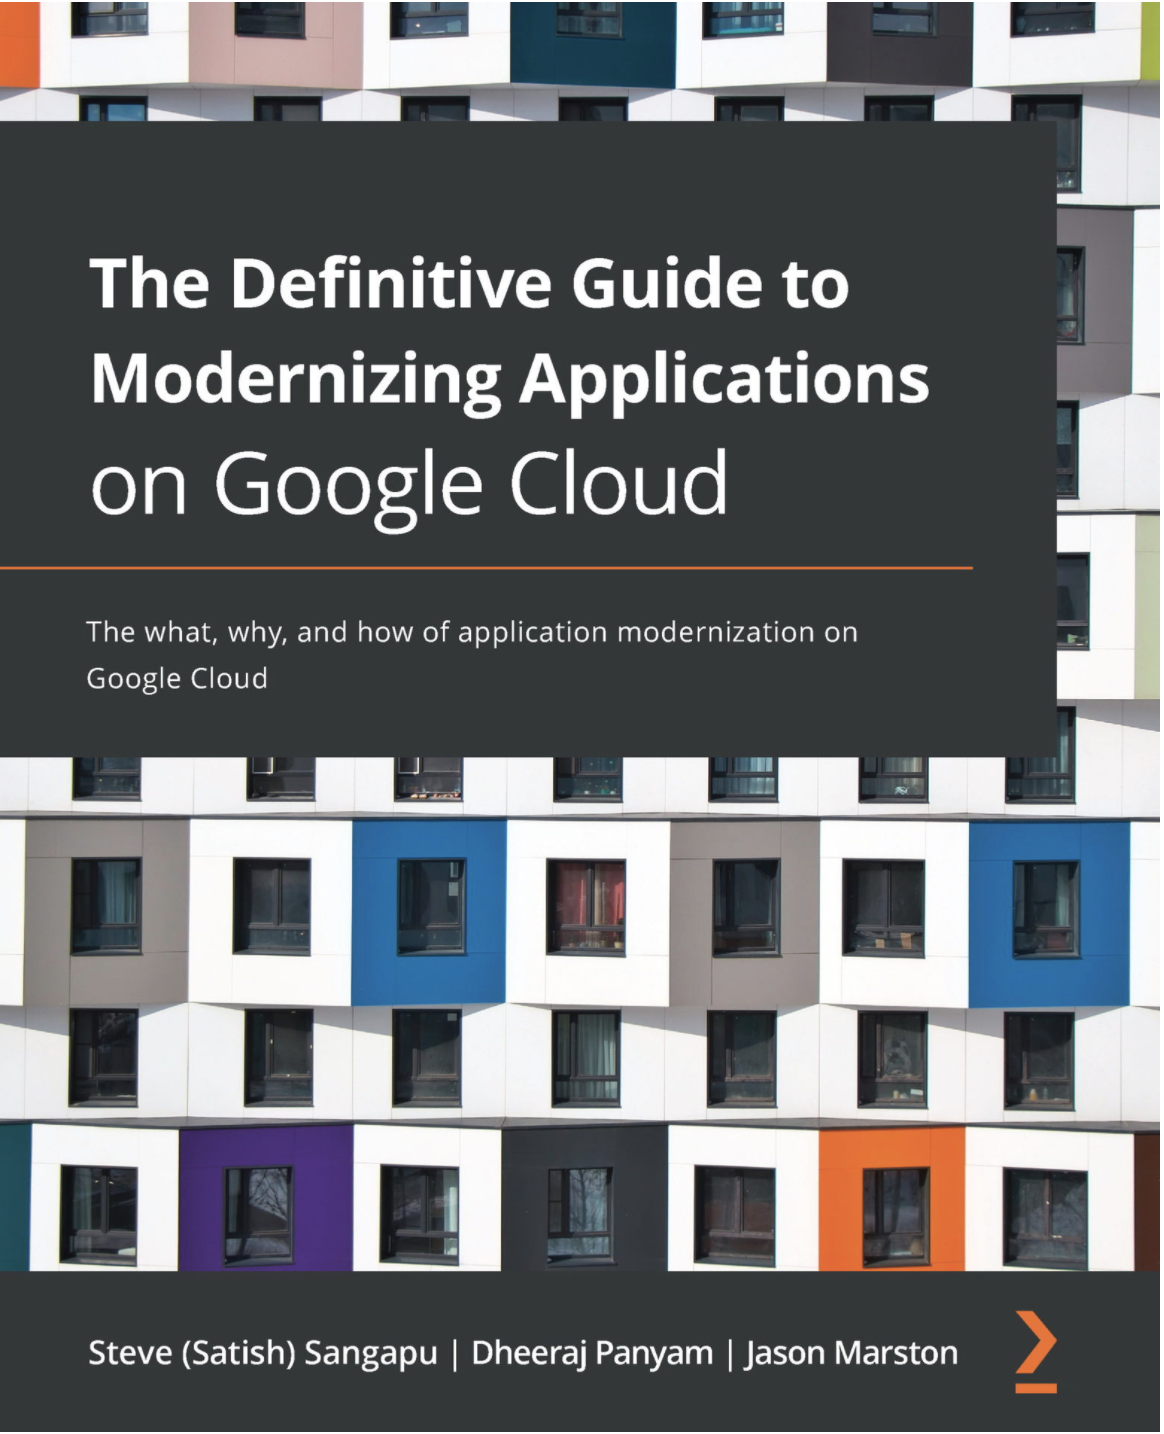 The Definitive Guide to
Modernizing Applications
on Google Cloud
The what, why, and how of application modernization on
Google Cloud
Steve (Satish) Sangapu | Dheeraj Panyam | Jason Marston